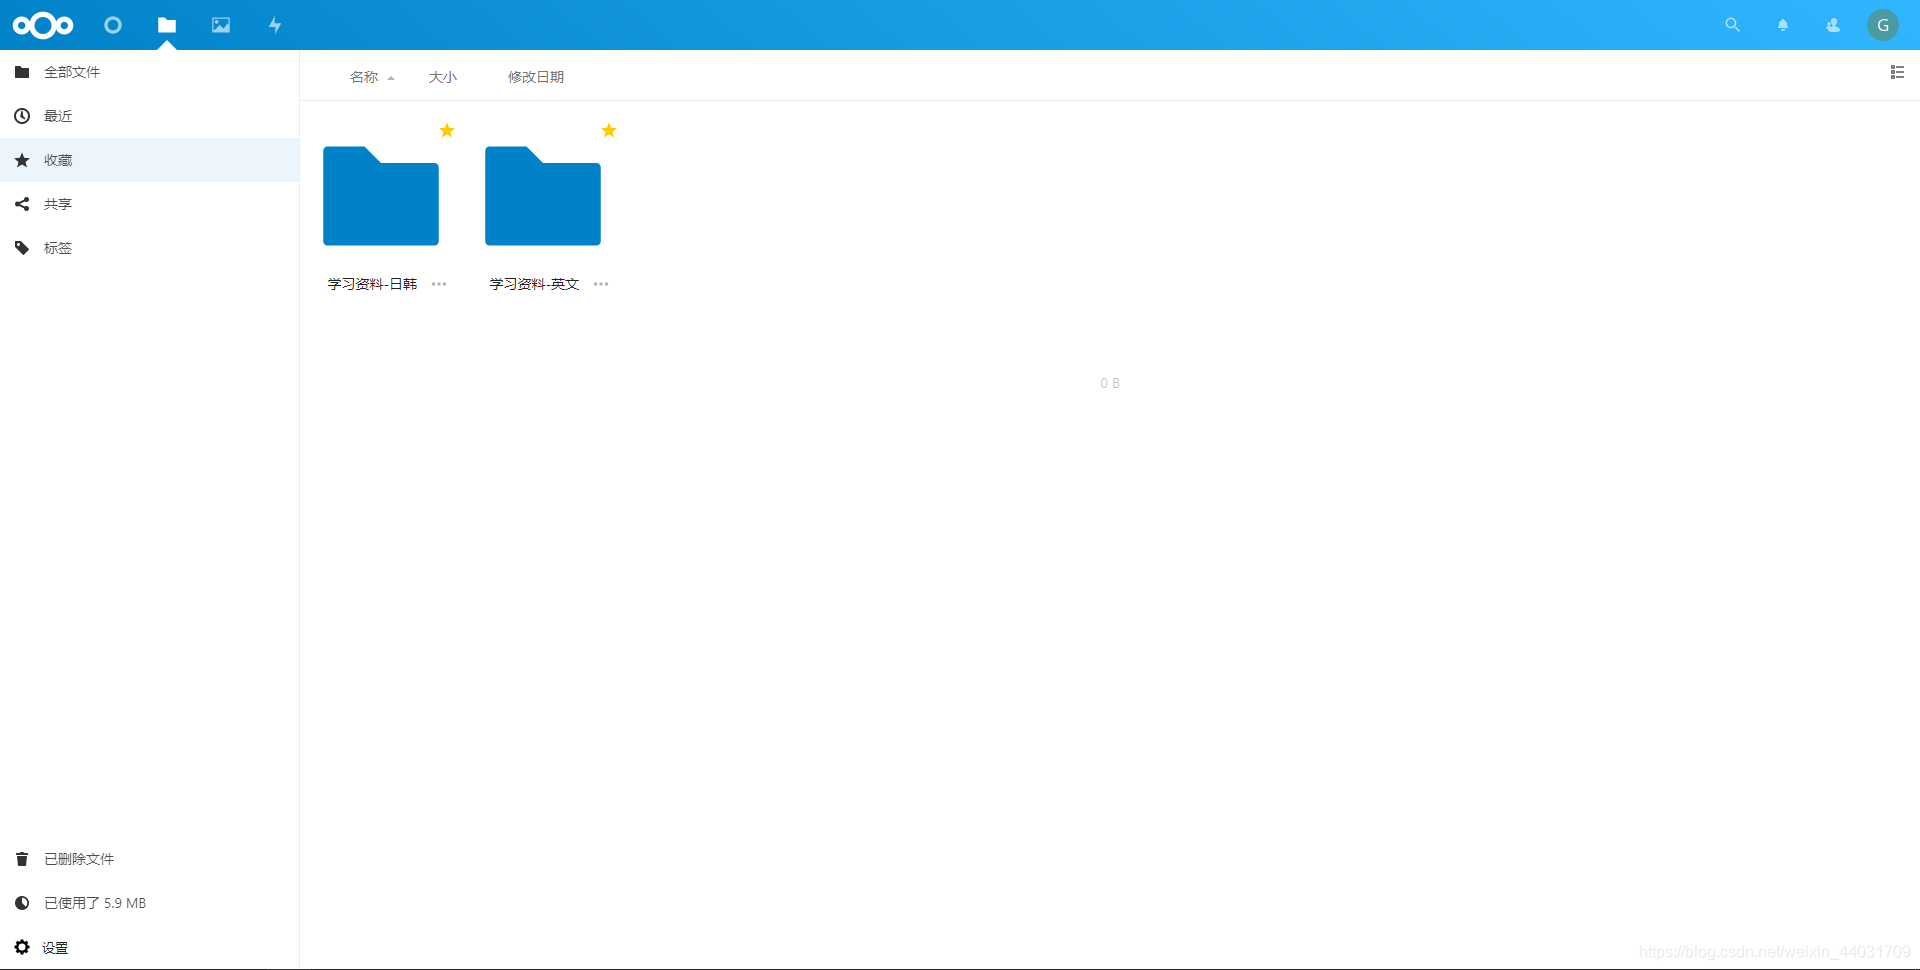 G
全部文件
最近
收藏
共享
标签
名称 大小 修改日期
学习资料-日韩 学习资料-英文
0 B
已删除文件
已使用了 5.9 MB
设置
https://blog.csdn.net/weixin_44031709